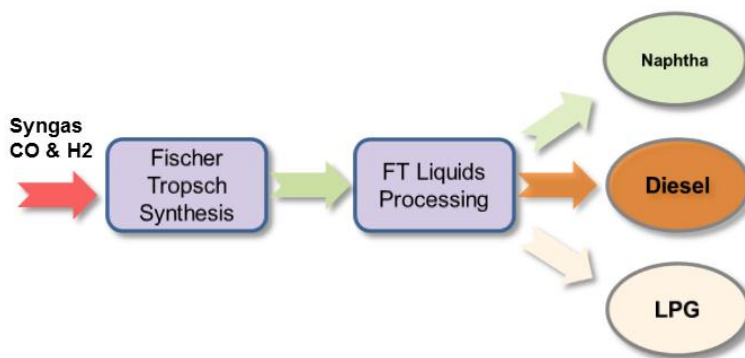 Syngas
CO & H2
Fischer
Tropsch
Synthesis
FT Liquids
Processing
Naphtha
Diesel
LPG